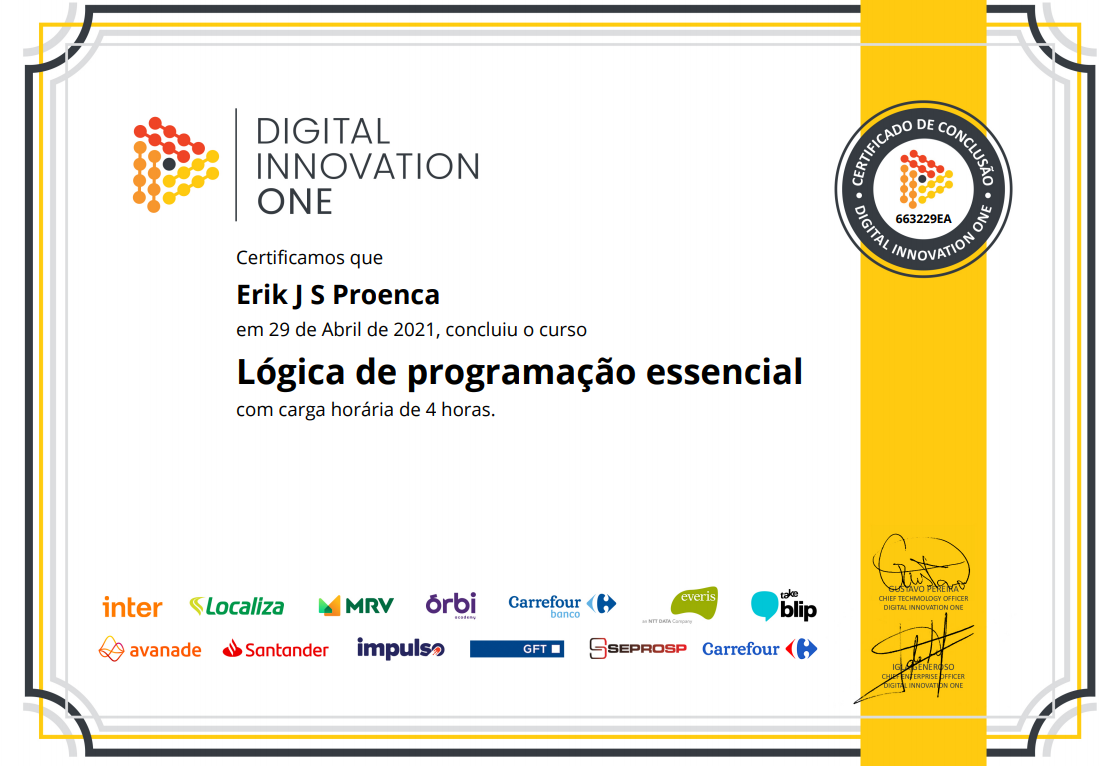 DIGITAL
INNOVATION
ONE
CERTIFICADO DE CONCLUSÃO
663229EA
DIGITAL INNOVATION ONE
Certificamos que
Erik J S Proenca
em 29 de Abril de 2021, concluiu o curso
Lógica de programação essencial
com carga horária de 4 horas.
GUSTAVO PEREIRA
CHIEF TECHNOLOGY OFFICER
DIGITAL INNOVATION ONE
inter
Localiza
MRV
órbi
academy
Carrefour
banco
everis
an NTT DATA Company
take
blip
avanade
Santander
impulso
GFT
SEPROSP
Carrefour
IGLÁ GENEROSO
CHIEF ENTERPRISE OFFICER
DIGITAL INNOVATION ONE